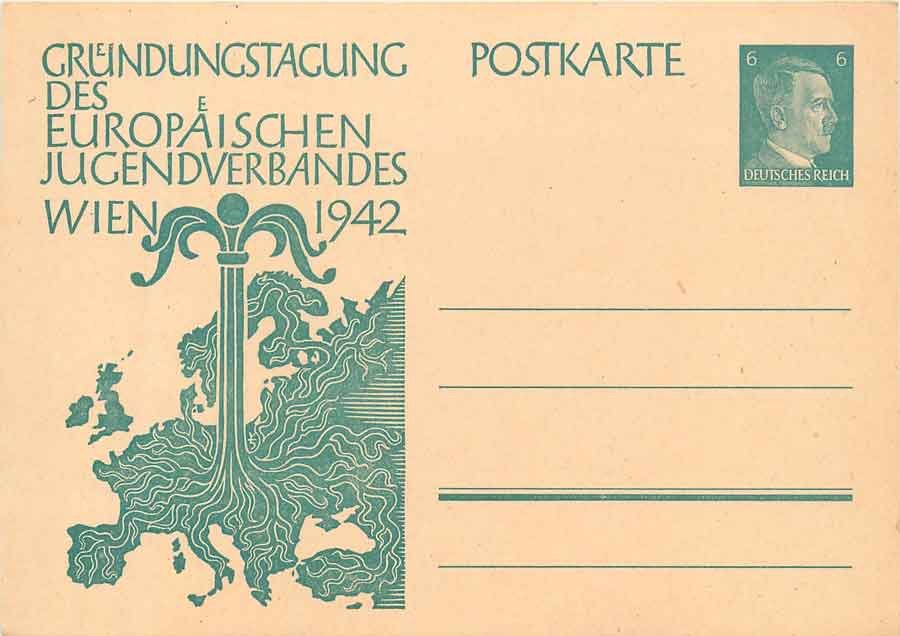 GRÜNDUNGSTAGUNG
DES
EUROPÄISCHEN
JUGENDVERBANDES
WIEN 1942
POSTKARTE
6 6
DEUTSCHES REICH